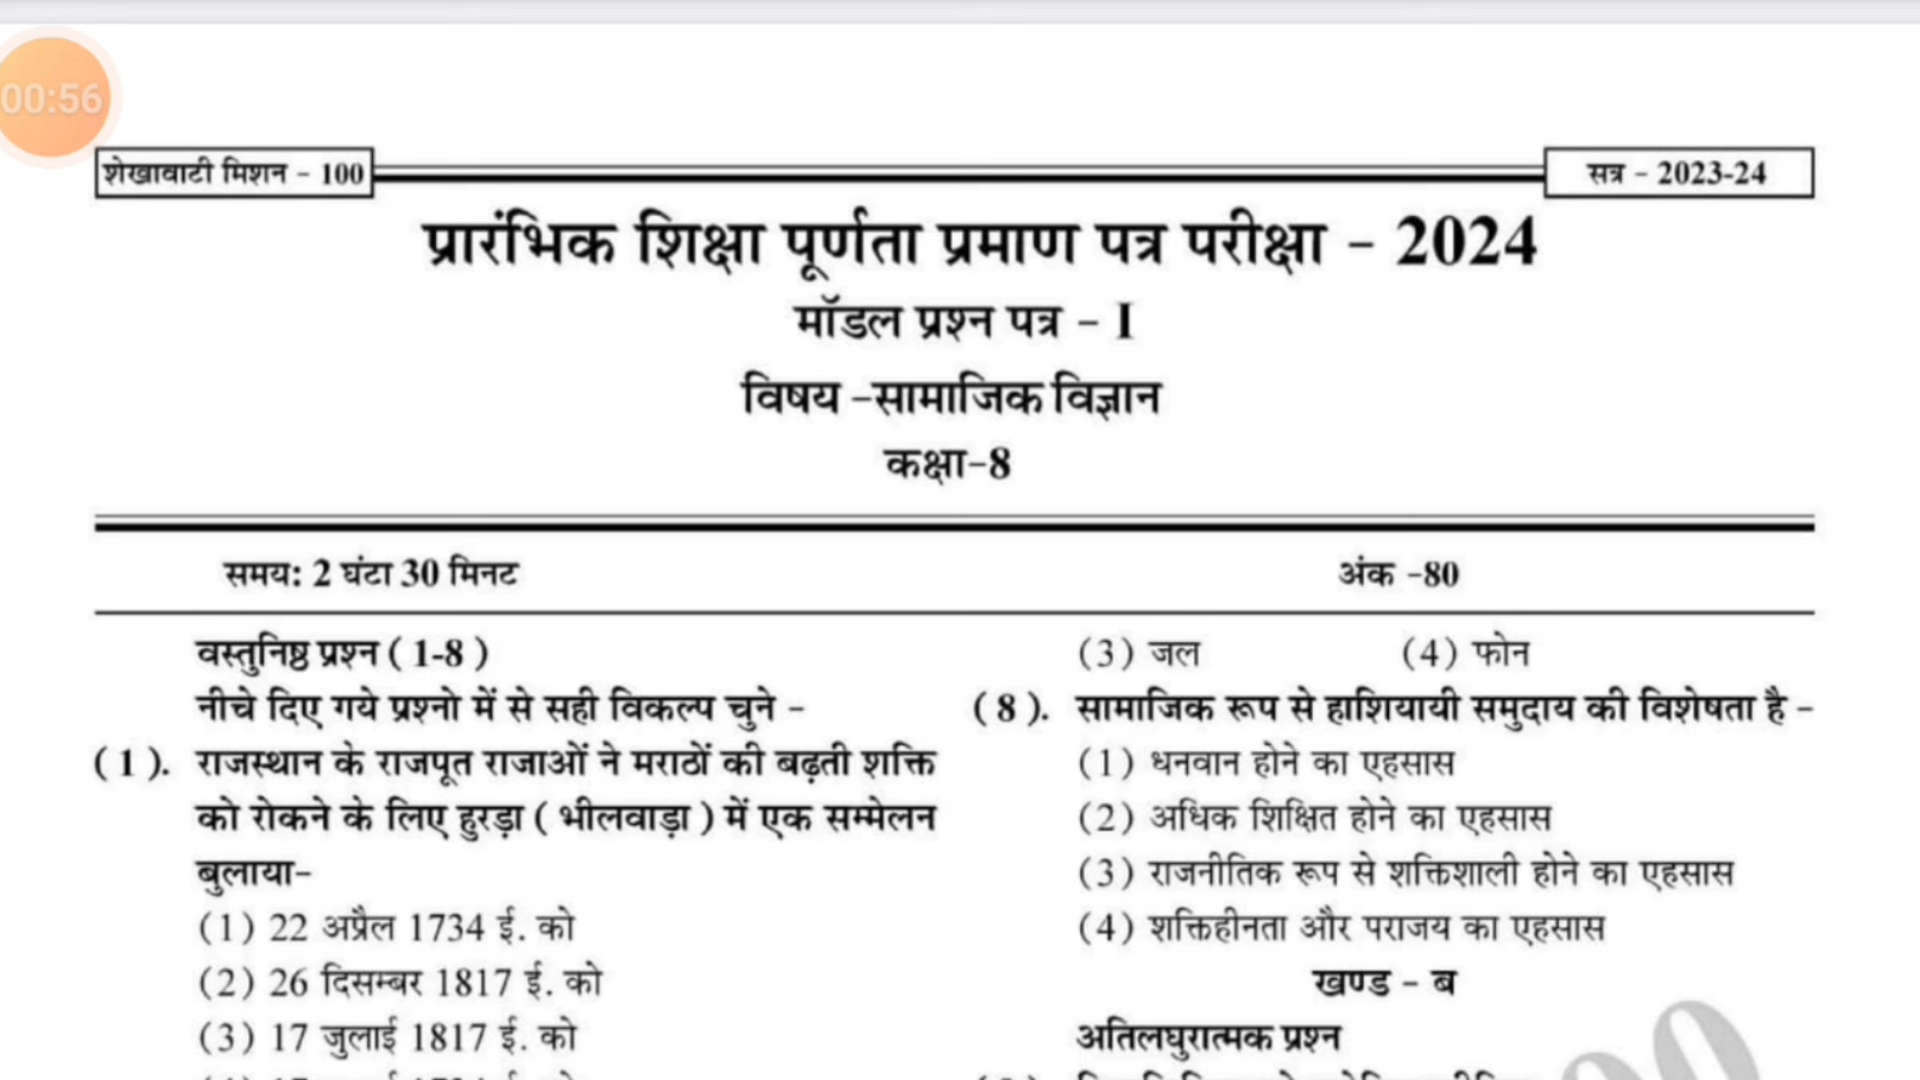 00:56
शेखावाटी मिशन - 100
सत्र - 2023-24
प्रारंभिक शिक्षा पूर्णता प्रमाण पत्र परीक्षा - 2024
मॉडल प्रश्न पत्र - I
विषय -सामाजिक विज्ञान
कक्षा-8
समय: 2 घंटा 30 मिनट
अंक -80
वस्तुनिष्ठ प्रश्न ( 1-8 )
नीचे दिए गये प्रश्नो में से सही विकल्प चुने -
( 1 ). राजस्थान के राजपूत राजाओं ने मराठों की बढ़ती शक्ति
को रोकने के लिए हुरड़ा ( भीलवाड़ा ) में एक सम्मेलन
बुलाया-
(1) 22 अप्रैल 1734 ई. को
(2) 26 दिसम्बर 1817 ई. को
(3) 17 जुलाई 1817 ई. को
(3) जल (4) फोन
( 8 ). सामाजिक रूप से हाशियायी समुदाय की विशेषता है -
(1) धनवान होने का एहसास
(2) अधिक शिक्षित होने का एहसास
(3) राजनीतिक रूप से शक्तिशाली होने का एहसास
(4) शक्तिहीनता और पराजय का एहसास
खण्ड - ब
अतिलघुरात्मक प्रश्न